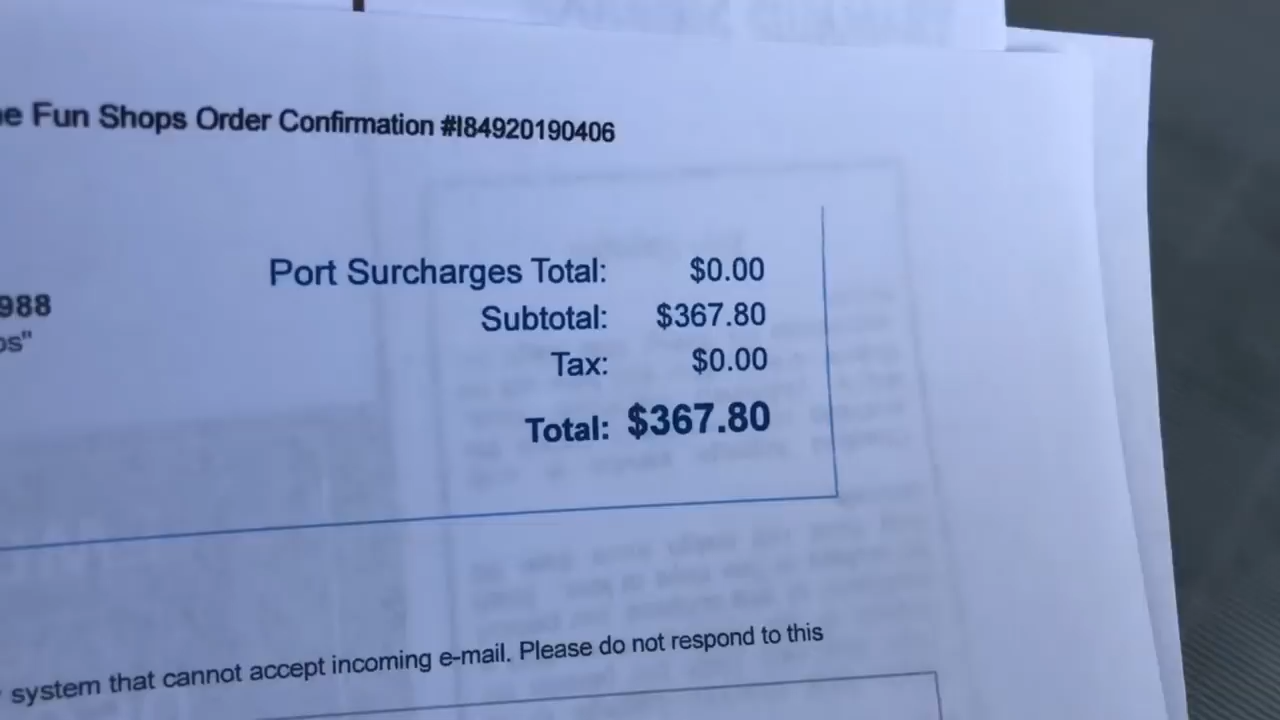 e Fun Shops Order Confirmation #I84920190406
Port Surcharges Total: $0.00
988
Subtotal: $367.80
os"
Tax: $0.00
Total: $367.80
system that cannot accept incoming e-mail. Please do not respond to this